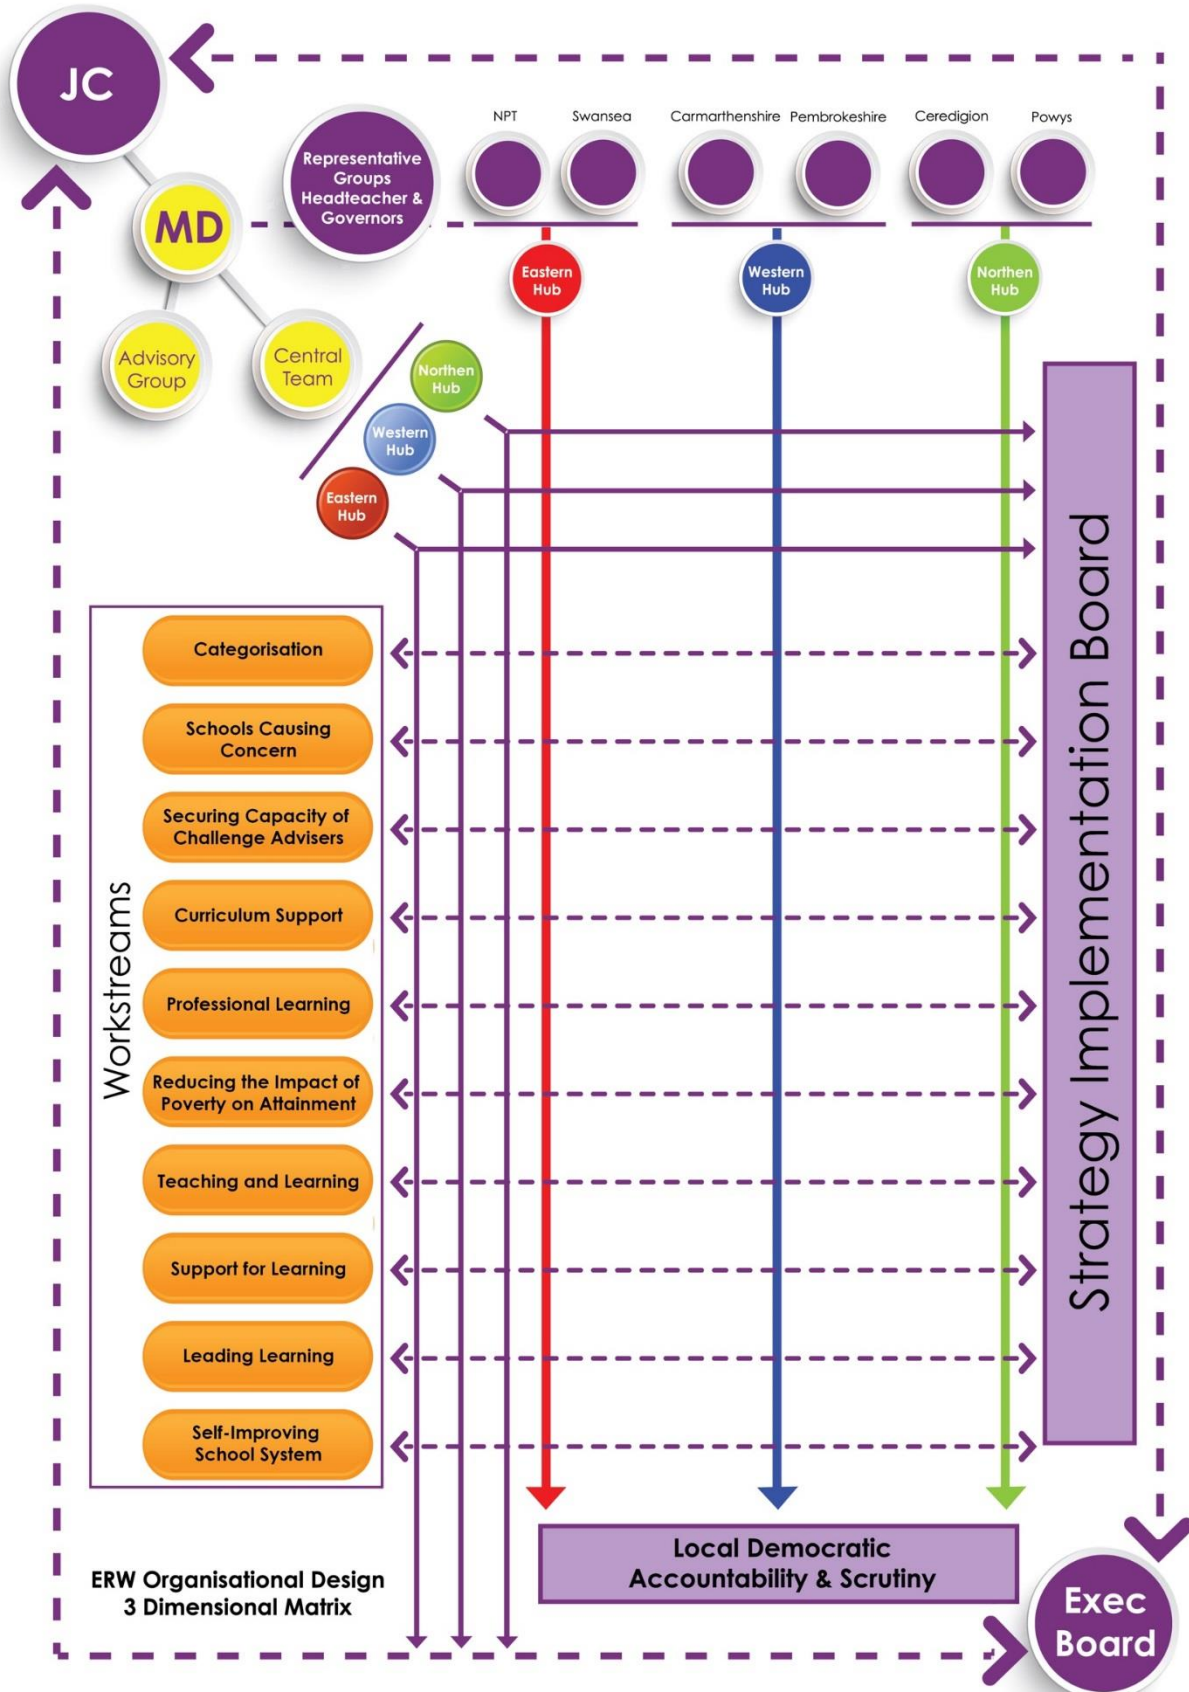 JC
NPT
Swansea
Carmarthenshire
Pembrokeshire
Ceredigion
Powys
Representative
Groups
Headteacher &
Governors
MD
Eastern
Hub
Western
Hub
Northen
Hub
Advisory
Group
Central
Team
Northen
Hub
Western
Hub
Eastern
Hub
Strategy Implementation Board
Workstreams
Categorisation
Schools Causing
Concern
Securing Capacity of
Challenge Advisers
Curriculum Support
Professional Learning
Reducing the Impact of
Poverty on Attainment
Teaching and Learning
Support for Learning
Leading Learning
Self-Improving
School System
Local Democratic
Accountability & Scrutiny
ERW Organisational Design
3 Dimensional Matrix
Exec
Board